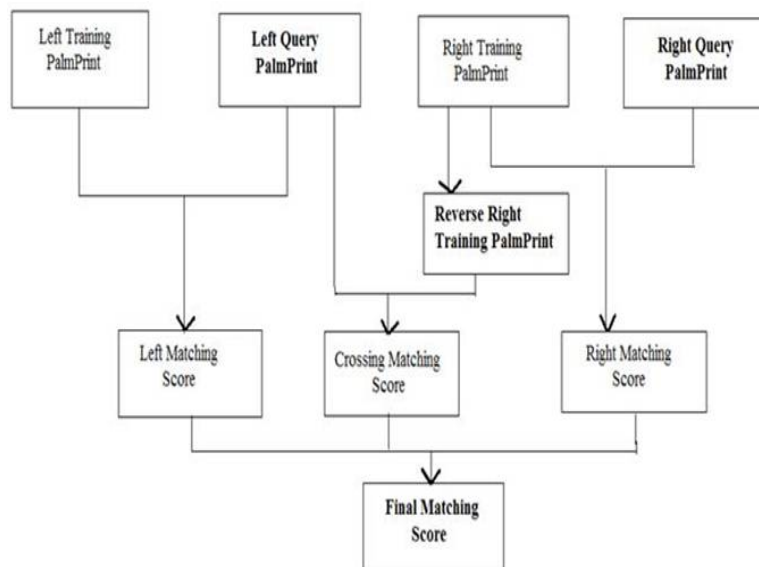 Left Training
PalmPrint
Left Query
PalmPrint
Right Training
PalmPrint
Right Query
PalmPrint
Reverse Right
Training PalmPrint
Left Matching
Score
Crossing Matching
Score
Right Matching
Score
Final Matching
Score